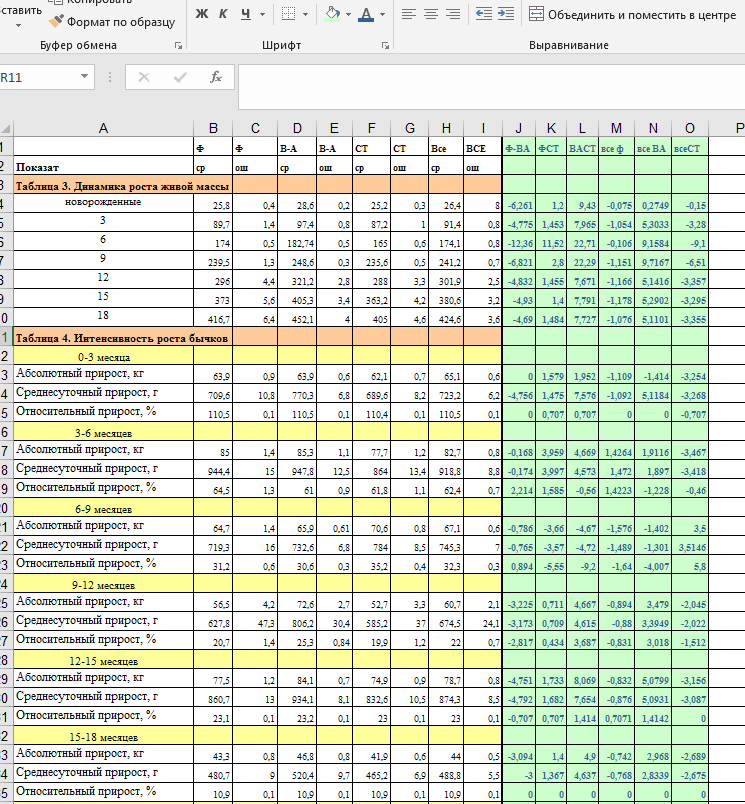 ставить
Копировать
Формат по образцу
Ж К Ч А
Объединить и поместить в центре
Буфер обмена Шрифт Выравнивание
R11 fx
A B C D E F G H I J K L M N O P
1 Ф Ф В-А В-А СТ СТ Все ВСЕ Ф-ВА ФСТ ВАСТ все ф все ВА всеСТ
2 Показат ср ош ср ош ср ош ср ош
3 Таблица 3. Динамика роста живой массы
4 новорожденные 25,8 0,4 28,6 0,2 25,2 0,3 26,4 8 -6,261 1,2 9,43 -0,075 0,2749 -0,15
5 3 89,7 1,4 97,4 0,8 87,2 1 91,4 0,8 -4,775 1,453 7,965 -1,054 5,3033 -3,28
6 6 174 0,5 182,74 0,5 165 0,6 174,1 0,8 -12,36 11,52 22,71 -0,106 9,1584 -9,1
9 239,5 1,3 248,6 0,3 235,6 0,5 241,2 0,7 -6,821 2,8 22,29 -1,151 9,7167 -6,51
8 12 296 4,4 321,2 2,8 288 3,3 301,9 2,5 -4,832 1,455 7,671 -1,166 5,1416 -3,357
9 15 373 5,6 405,3 3,4 363,2 4,2 380,6 3,2 -4,93 1,4 7,791 -1,178 5,2902 -3,295
0 18 416,7 6,4 452,1 4 405 4,6 424,6 3,6 -4,69 1,484 7,727 -1,076 5,1101 -3,355
1 Таблица 4. Интенсивность роста бычков
2 0-3 месяца
3 Абсолютный прирост, кг 63,9 0,9 63,9 0,6 62,1 0,7 65,1 0,6 0 1,579 1,952 -1,109 -1,414 -3,254
4 Среднесуточный прирост, г 709,6 10,8 770,3 6,8 689,6 8,2 723,2 6,2 -4,756 1,475 7,576 -1,092 5,1184 -3,268
5 Относительный прирост, % 110,5 0,1 110,5 0,1 110,4 0,1 110,5 0,1 0 0,707 0,707 0 0 -0,707
6 3-6 месяцев
7 Абсолютный прирост, кг 85 1,4 85,3 1,1 77,7 1,2 82,7 0,8 -0,168 3,959 4,669 1,4264 1,9116 -3,467
8 Среднесуточный прирост, г 944,4 15 947,8 12,5 864 13,4 918,8 8,8 -0,174 3,997 4,573 1,472 1,897 -3,418
9 Относительный прирост, % 64,5 1,3 61 0,9 61,8 1,1 62,4 0,7 2,214 1,585 -0,56 1,4223 -1,228 -0,46
20 6-9 месяцев
21 Абсолютный прирост, кг 64,7 1,4 65,9 0,61 70,6 0,8 67,1 0,6 -0,786 -3,66 -4,67 -1,576 -1,402 3,5
22 Среднесуточный прирост, г 719,3 16 732,6 6,8 784 8,5 745,3 7 -0,765 -3,57 -4,72 -1,489 -1,301 3,5146
23 Относительный прирост, % 31,2 0,6 30,6 0,3 35,2 0,4 32,3 0,3 0,894 -5,55 -9,2 -1,64 -4,007 5,8
24 9-12 месяцев
25 Абсолютный прирост, кг 56,5 4,2 72,6 2,7 52,7 3,3 60,7 2,1 -3,225 0,711 4,667 -0,894 3,479 -2,045
26 Среднесуточный прирост, г 627,8 47,3 806,2 30,4 585,2 37 674,5 24,1 -3,173 0,709 4,615 -0,88 3,3949 -2,022
27 Относительный прирост, % 20,7 1,4 25,3 0,84 19,9 1,2 22 0,7 -2,817 0,434 3,687 -0,831 3,018 -1,512
28 12-15 месяцев
29 Абсолютный прирост, кг 77,5 1,2 84,1 0,7 74,9 0,9 78,7 0,8 -4,751 1,733 8,069 -0,832 5,0799 -3,156
30 Среднесуточный прирост, г 860,7 13 934,1 8,1 832,6 10,5 874,3 8,5 -4,792 1,682 7,654 -0,876 5,0931 -3,087
31 Относительный прирост, % 23,1 0,1 23,2 0,1 23 0,1 23 0,1 -0,707 0,707 1,414 0,7071 1,4142 0
32 15-18 месяцев
33 Абсолютный прирост, кг 43,3 0,8 46,8 0,8 41,9 0,6 44 0,5 -3,094 1,4 4,9 -0,742 2,968 -2,689
34 Среднесуточный прирост, г 480,7 9 520,4 9,7 465,2 6,9 488,8 5,5 -3 1,367 4,637 -0,768 2,8339 -2,675
35 Относительный прирост, % 10,9 0,1 10,9 0,1 10,9 0,1 10,9 0,1 0 0 0 0 0 0